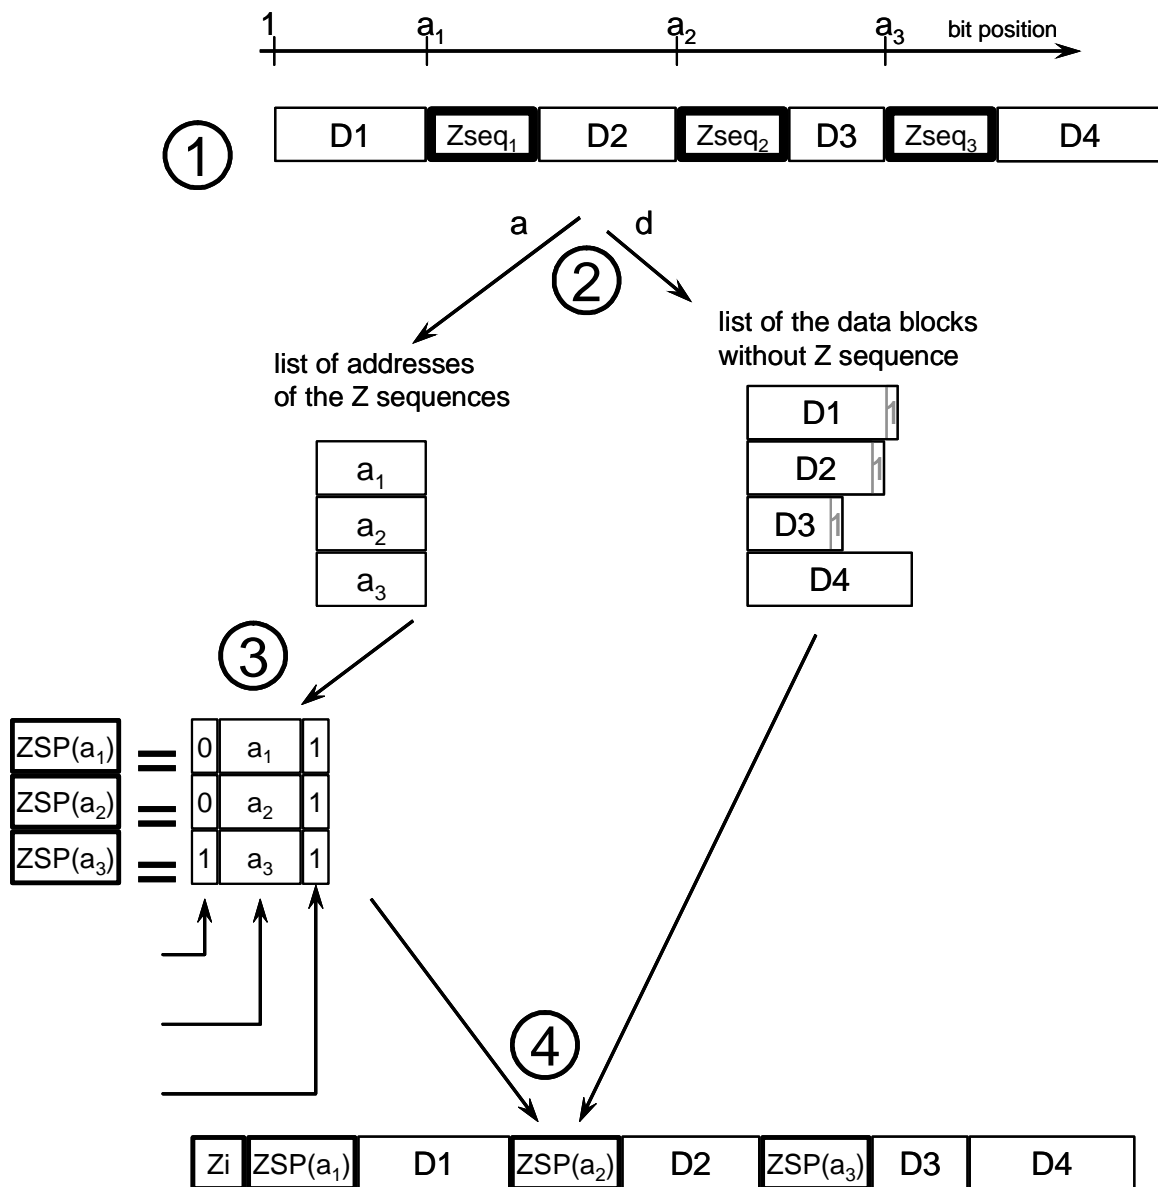 1 a₁ a₂ a₃ bit position
1 D1 Zseq₁ D2 Zseq₂ D3 Zseq₃ D4
a d
2
list of addresses
of the Z sequences
list of the data blocks
without Z sequence
D1 1
D2 1
D3 1
D4
a₁
a₂
a₃
3
ZSP(a₁) = 0 a₁ 1
ZSP(a₂) = 0 a₂ 1
ZSP(a₃) = 1 a₃ 1
4
Zi ZSP(a₁) D1 ZSP(a₂) D2 ZSP(a₃) D3 D4